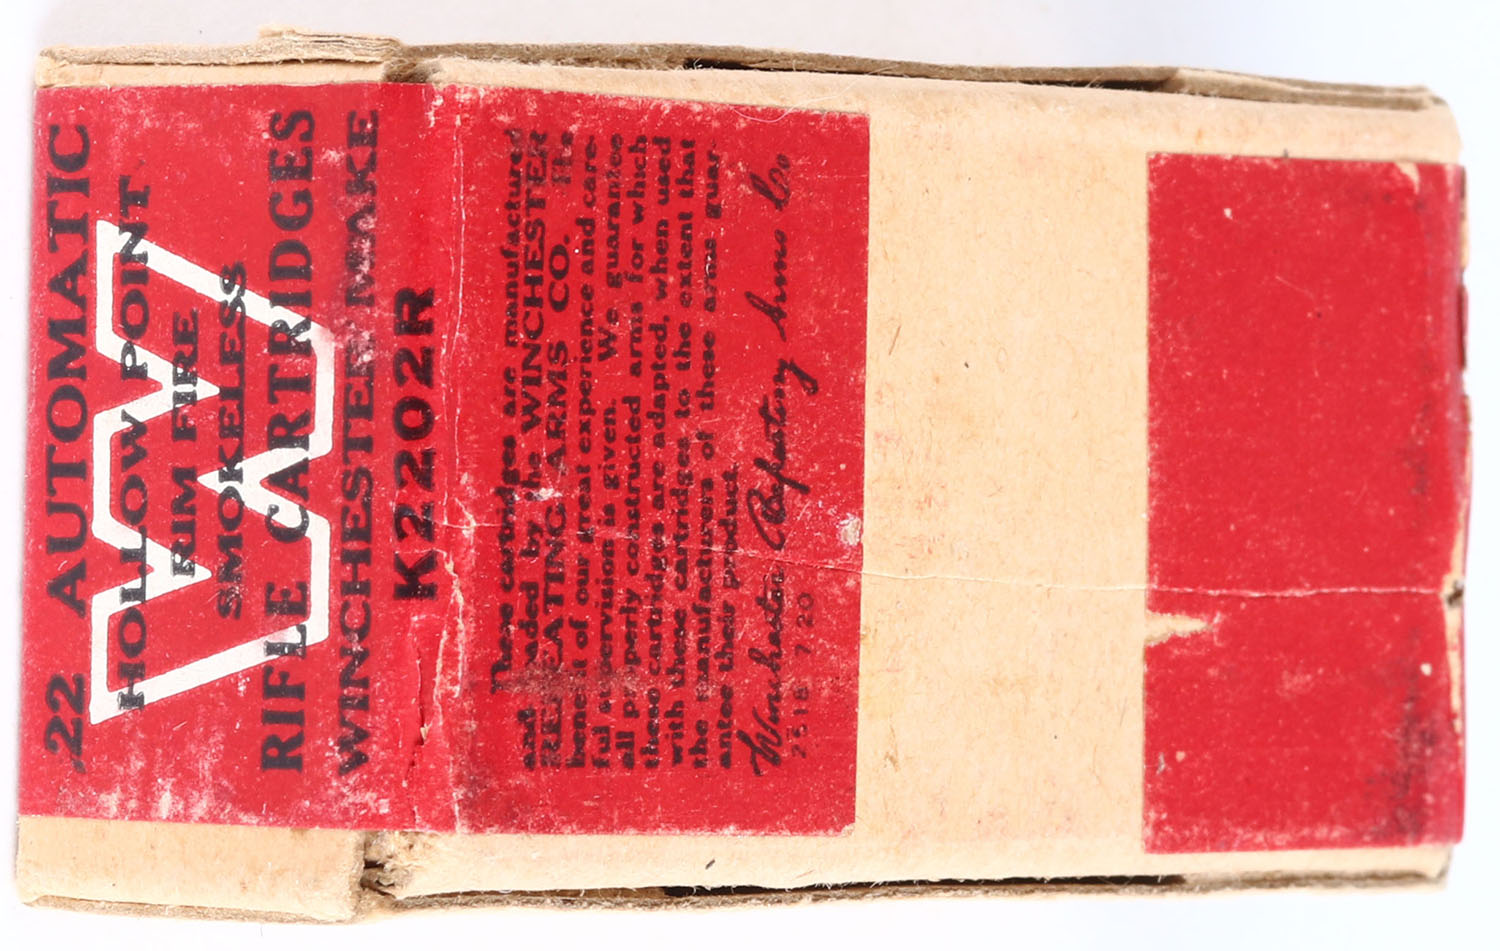 .22 AUTOMATIC
HOLLOW POINT
RIM FIRE
SMOKELESS
RIFLE CARTRIDGES
WINCHESTER MAKE
K2202R
These cartridges are manufactured
and loaded by the WINCHESTER
REPEATING ARMS CO. The
benefit of our great experience and care-
ful supervision is given. We guarantee
all properly constructed arms for which
these cartridges are adapted, when used
with these cartridges to the extent that
the manufacturers of these arms guar-
antee their product.
Winchester Repeating Arms Co
251B 7 20